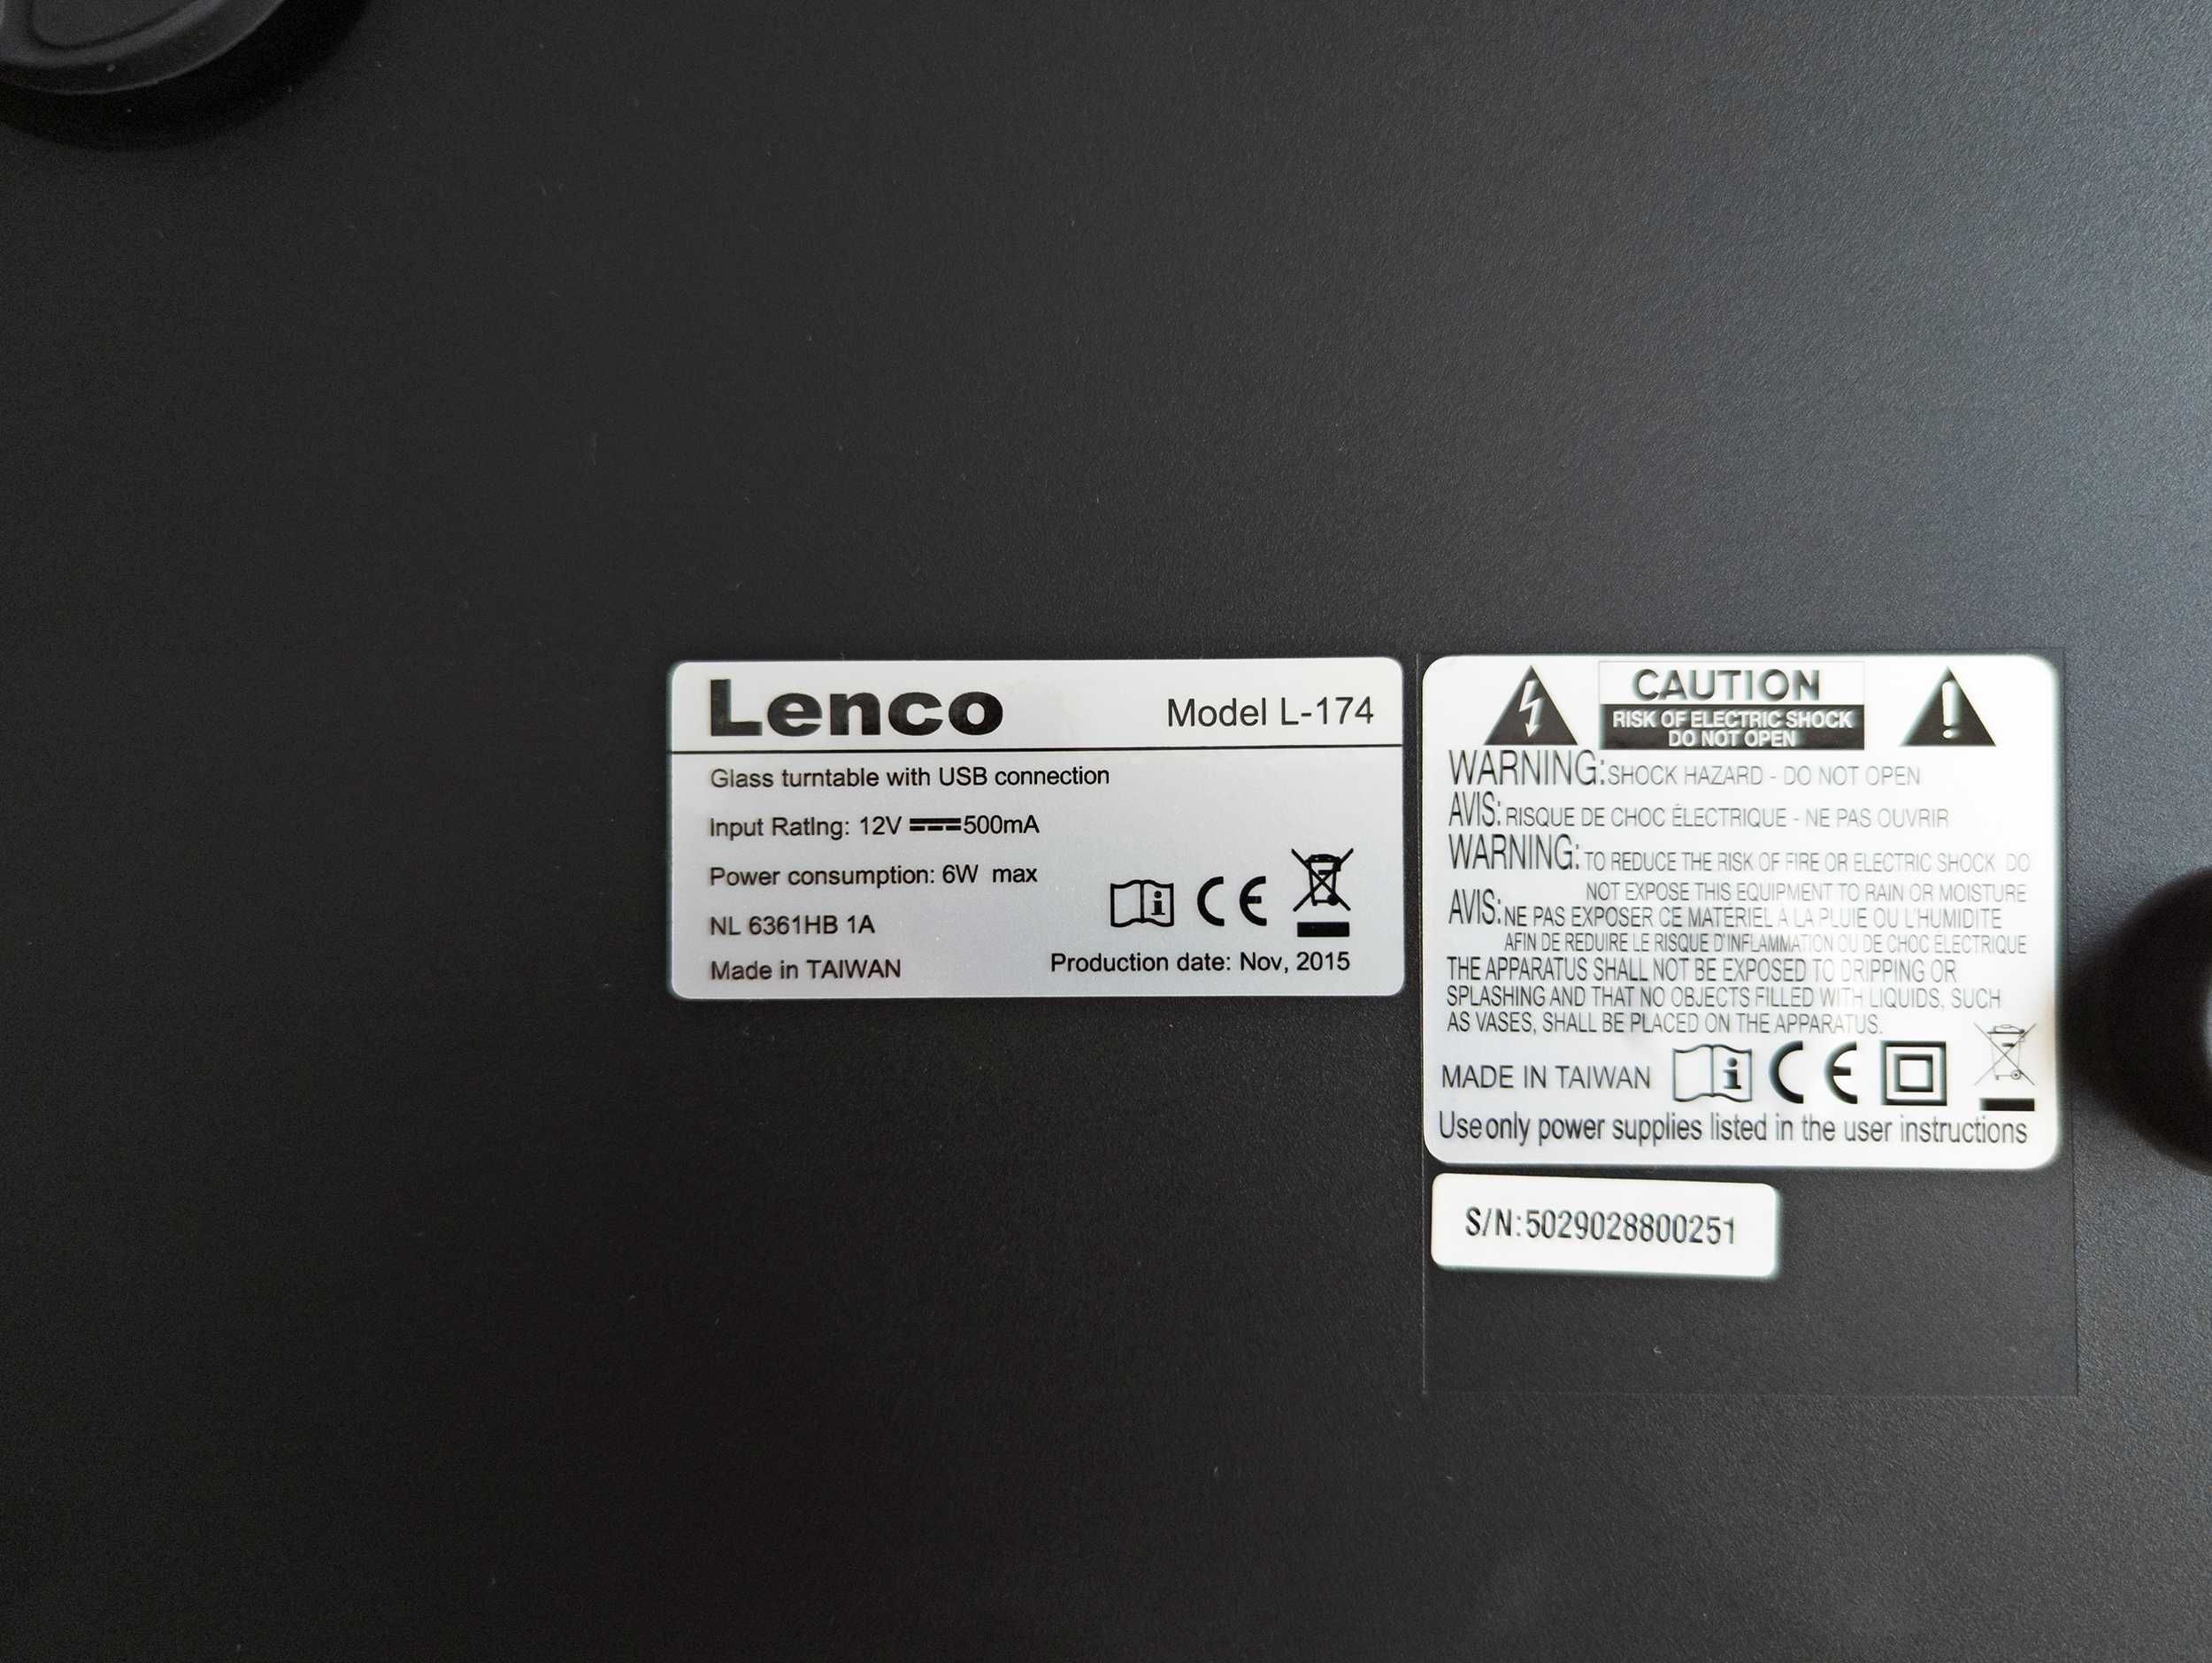 Lenco
Model L-174
Glass turntable with USB connection
Input Rating: 12V 500mA
Power consumption: 6W max
NL 6361HB 1A
CE
Made in TAIWAN
Production date: Nov, 2015
CAUTION
RISK OF ELECTRIC SHOCK
DO NOT OPEN
WARNING: SHOCK HAZARD - DO NOT OPEN
AVIS: RISQUE DE CHOC ÉLECTRIQUE - NE PAS OUVRIR
WARNING: TO REDUCE THE RISK OF FIRE OR ELECTRIC SHOCK DO
NOT EXPOSE THIS EQUIPMENT TO RAIN OR MOISTURE
AVIS: NE PAS EXPOSER CE MATÉRIEL A LA PLUIE OU L'HUMIDITE
AFIN DE REDUIRE LE RISQUE D'INFLAMMATION OU DE CHOC ELECTRIQUE
THE APPARATUS SHALL NOT BE EXPOSED TO DRIPPING OR
SPLASHING AND THAT NO OBJECTS FILLED WITH LIQUIDS, SUCH
AS VASES, SHALL BE PLACED ON THE APPARATUS.
MADE IN TAIWAN CE
Use only power supplies listed in the user instructions
S/N:5029028800251